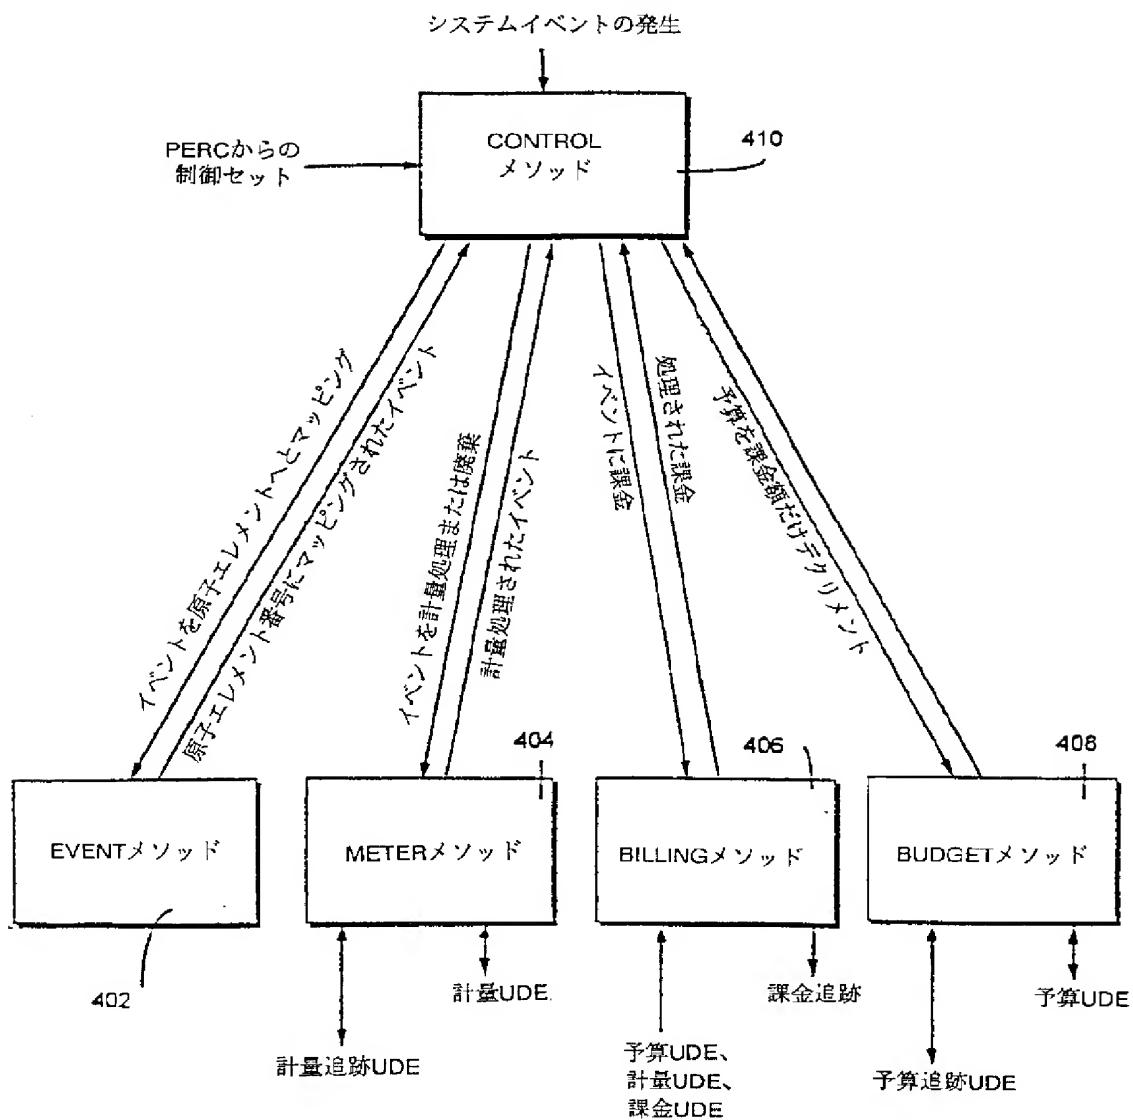 システムイベントの発生
CONTROL
メソッド
410
PERCからの
制御セット
イベントを原子エレメントへとマッピング
原子エレメント番号にマッピングされたイベント
イベントを計量処理または廃棄
計量処理されたイベント
イベントに課金
処理された課金
予算を課金額だけデクリメント
404
406
408
EVENTメソッド
METERメソッド
BILLINGメソッド
BUDGETメソッド
402
計量UDE
課金追跡
予算UDE
計量追跡UDE
予算UDE、
計量UDE、
課金UDE
予算追跡UDE